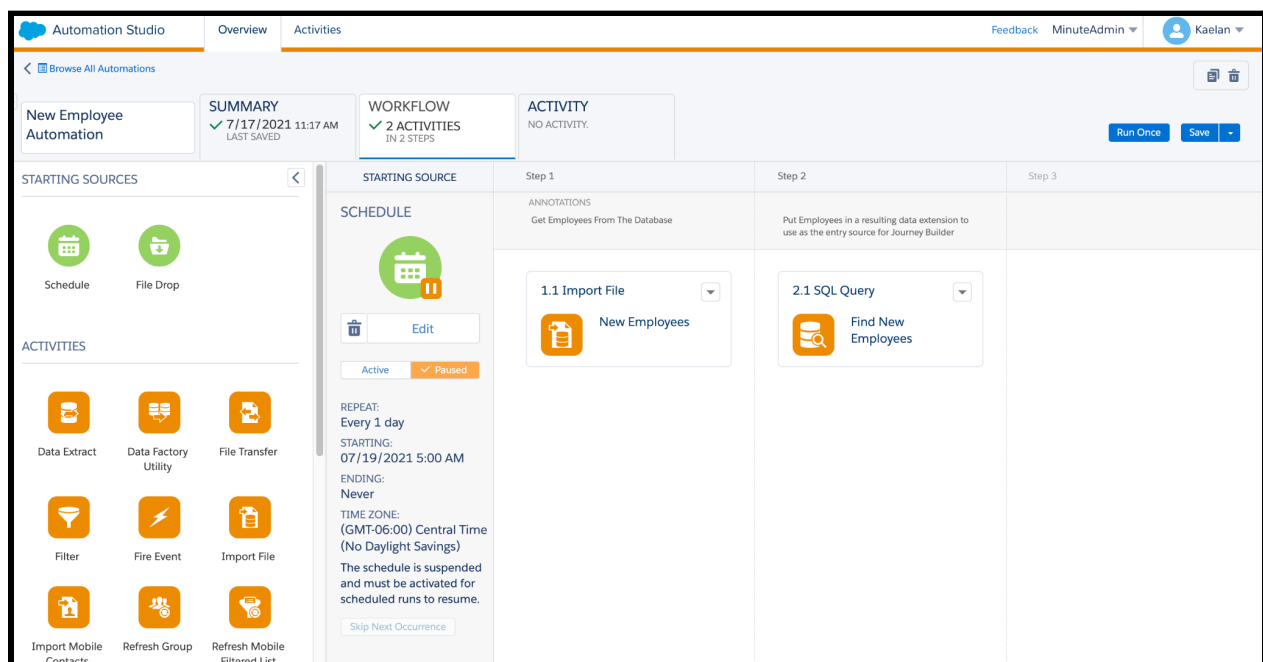 Automation Studio
Overview
Activities
Feedback
MinuteAdmin
Kaelan
Browse All Automations
New Employee
Automation
SUMMARY
7/17/2021 11:17 AM
LAST SAVED
WORKFLOW
2 ACTIVITIES
IN 2 STEPS
ACTIVITY
NO ACTIVITY.
Run Once
Save
STARTING SOURCES
Schedule
File Drop
ACTIVITIES
Data Extract
Data Factory
Utility
File Transfer
Filter
Fire Event
Import File
Import Mobile
Contacts
Refresh Group
Refresh Mobile
Filtered List
STARTING SOURCE
SCHEDULE
Edit
Active
Paused
REPEAT:
Every 1 day
STARTING:
07/19/2021 5:00 AM
ENDING:
Never
TIME ZONE:
(GMT-06:00) Central Time
(No Daylight Savings)
The schedule is suspended
and must be activated for
scheduled runs to resume.
Skip Next Occurrence
Step 1
ANNOTATIONS
Get Employees From The Database
1.1 Import File
New Employees
Step 2
Put Employees in a resulting data extension to
use as the entry source for Journey Builder
2.1 SQL Query
Find New
Employees
Step 3